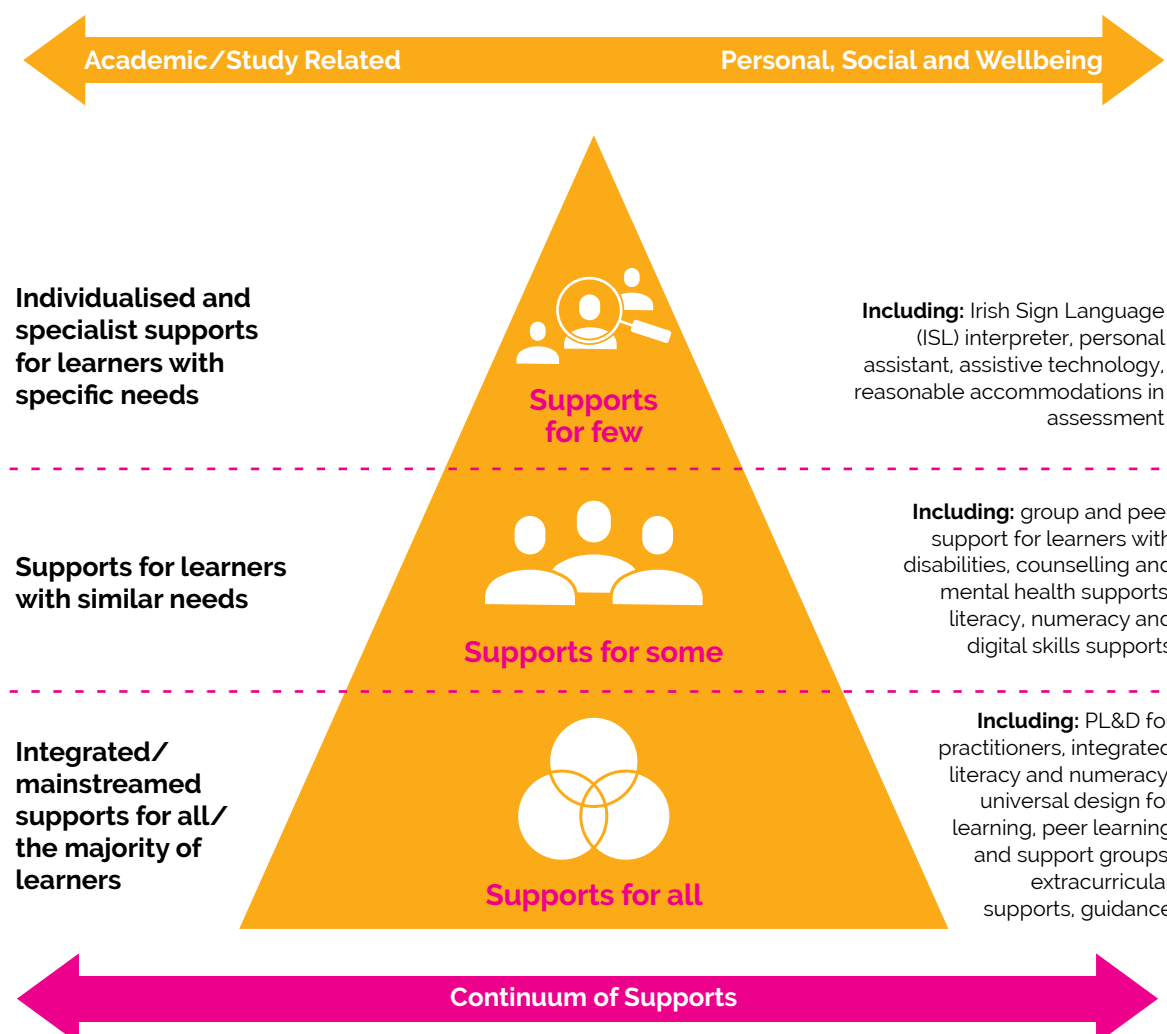 Academic/Study Related
Personal, Social and Wellbeing
Individualised and
specialist supports
for learners with
specific needs
Supports
for few
Including: Irish Sign Language
(ISL) interpreter, personal
assistant, assistive technology,
reasonable accommodations in
assessment
Supports for learners
with similar needs
Supports for some
Including: group and peer
support for learners with
disabilities, counselling and
mental health supports,
literacy, numeracy and
digital skills supports
Integrated/
mainstreamed
supports for all/
the majority of
learners
Supports for all
Including: PL&D for
practitioners, integrated
literacy and numeracy,
universal design for
learning, peer learning
and support groups,
extracurricular
supports, guidance
Continuum of Supports